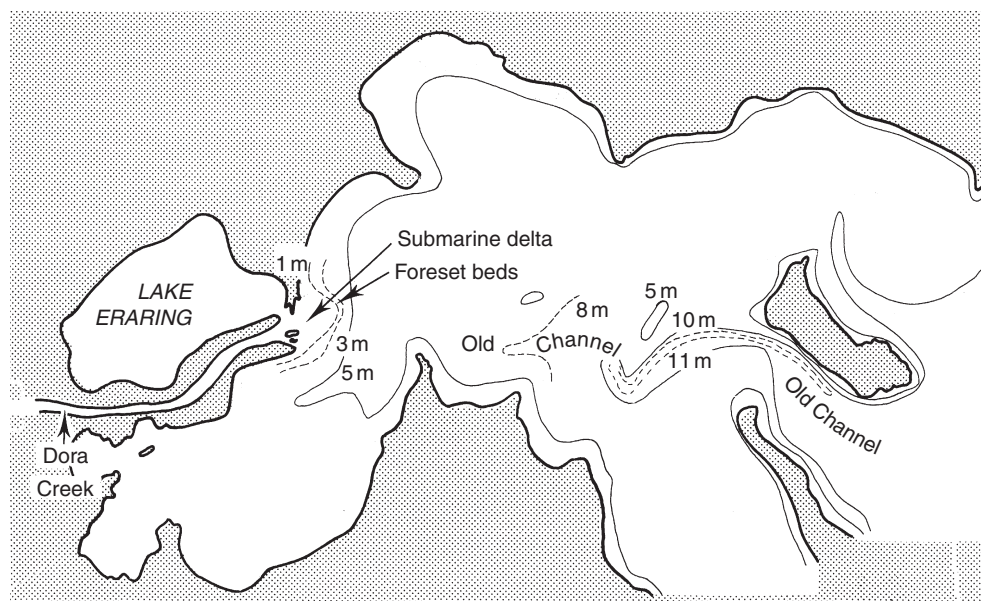 Submarine delta
1 m
Foreset beds
LAKE
ERARING
5 m
8 m
10 m
3 m
Old
Channel
11 m
5 m
Old Channel
Dora
Creek